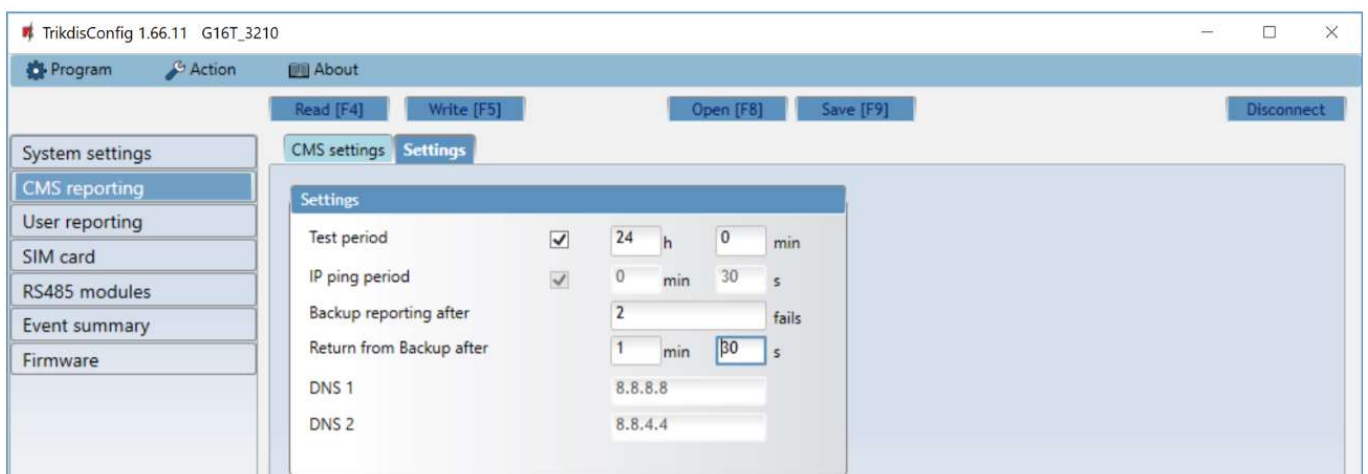 TrikdisConfig 1.66.11 G16T_3210
Program Action About
Read [F4] Write [F5] Open [F8] Save [F9] Disconnect
System settings
CMS reporting
User reporting
SIM card
RS485 modules
Event summary
Firmware
CMS settings Settings
Settings
Test period 24 h 0 min
IP ping period 0 min 30 s
Backup reporting after 2 fails
Return from Backup after 1 min 30 s
DNS 1 8.8.8.8
DNS 2 8.8.4.4